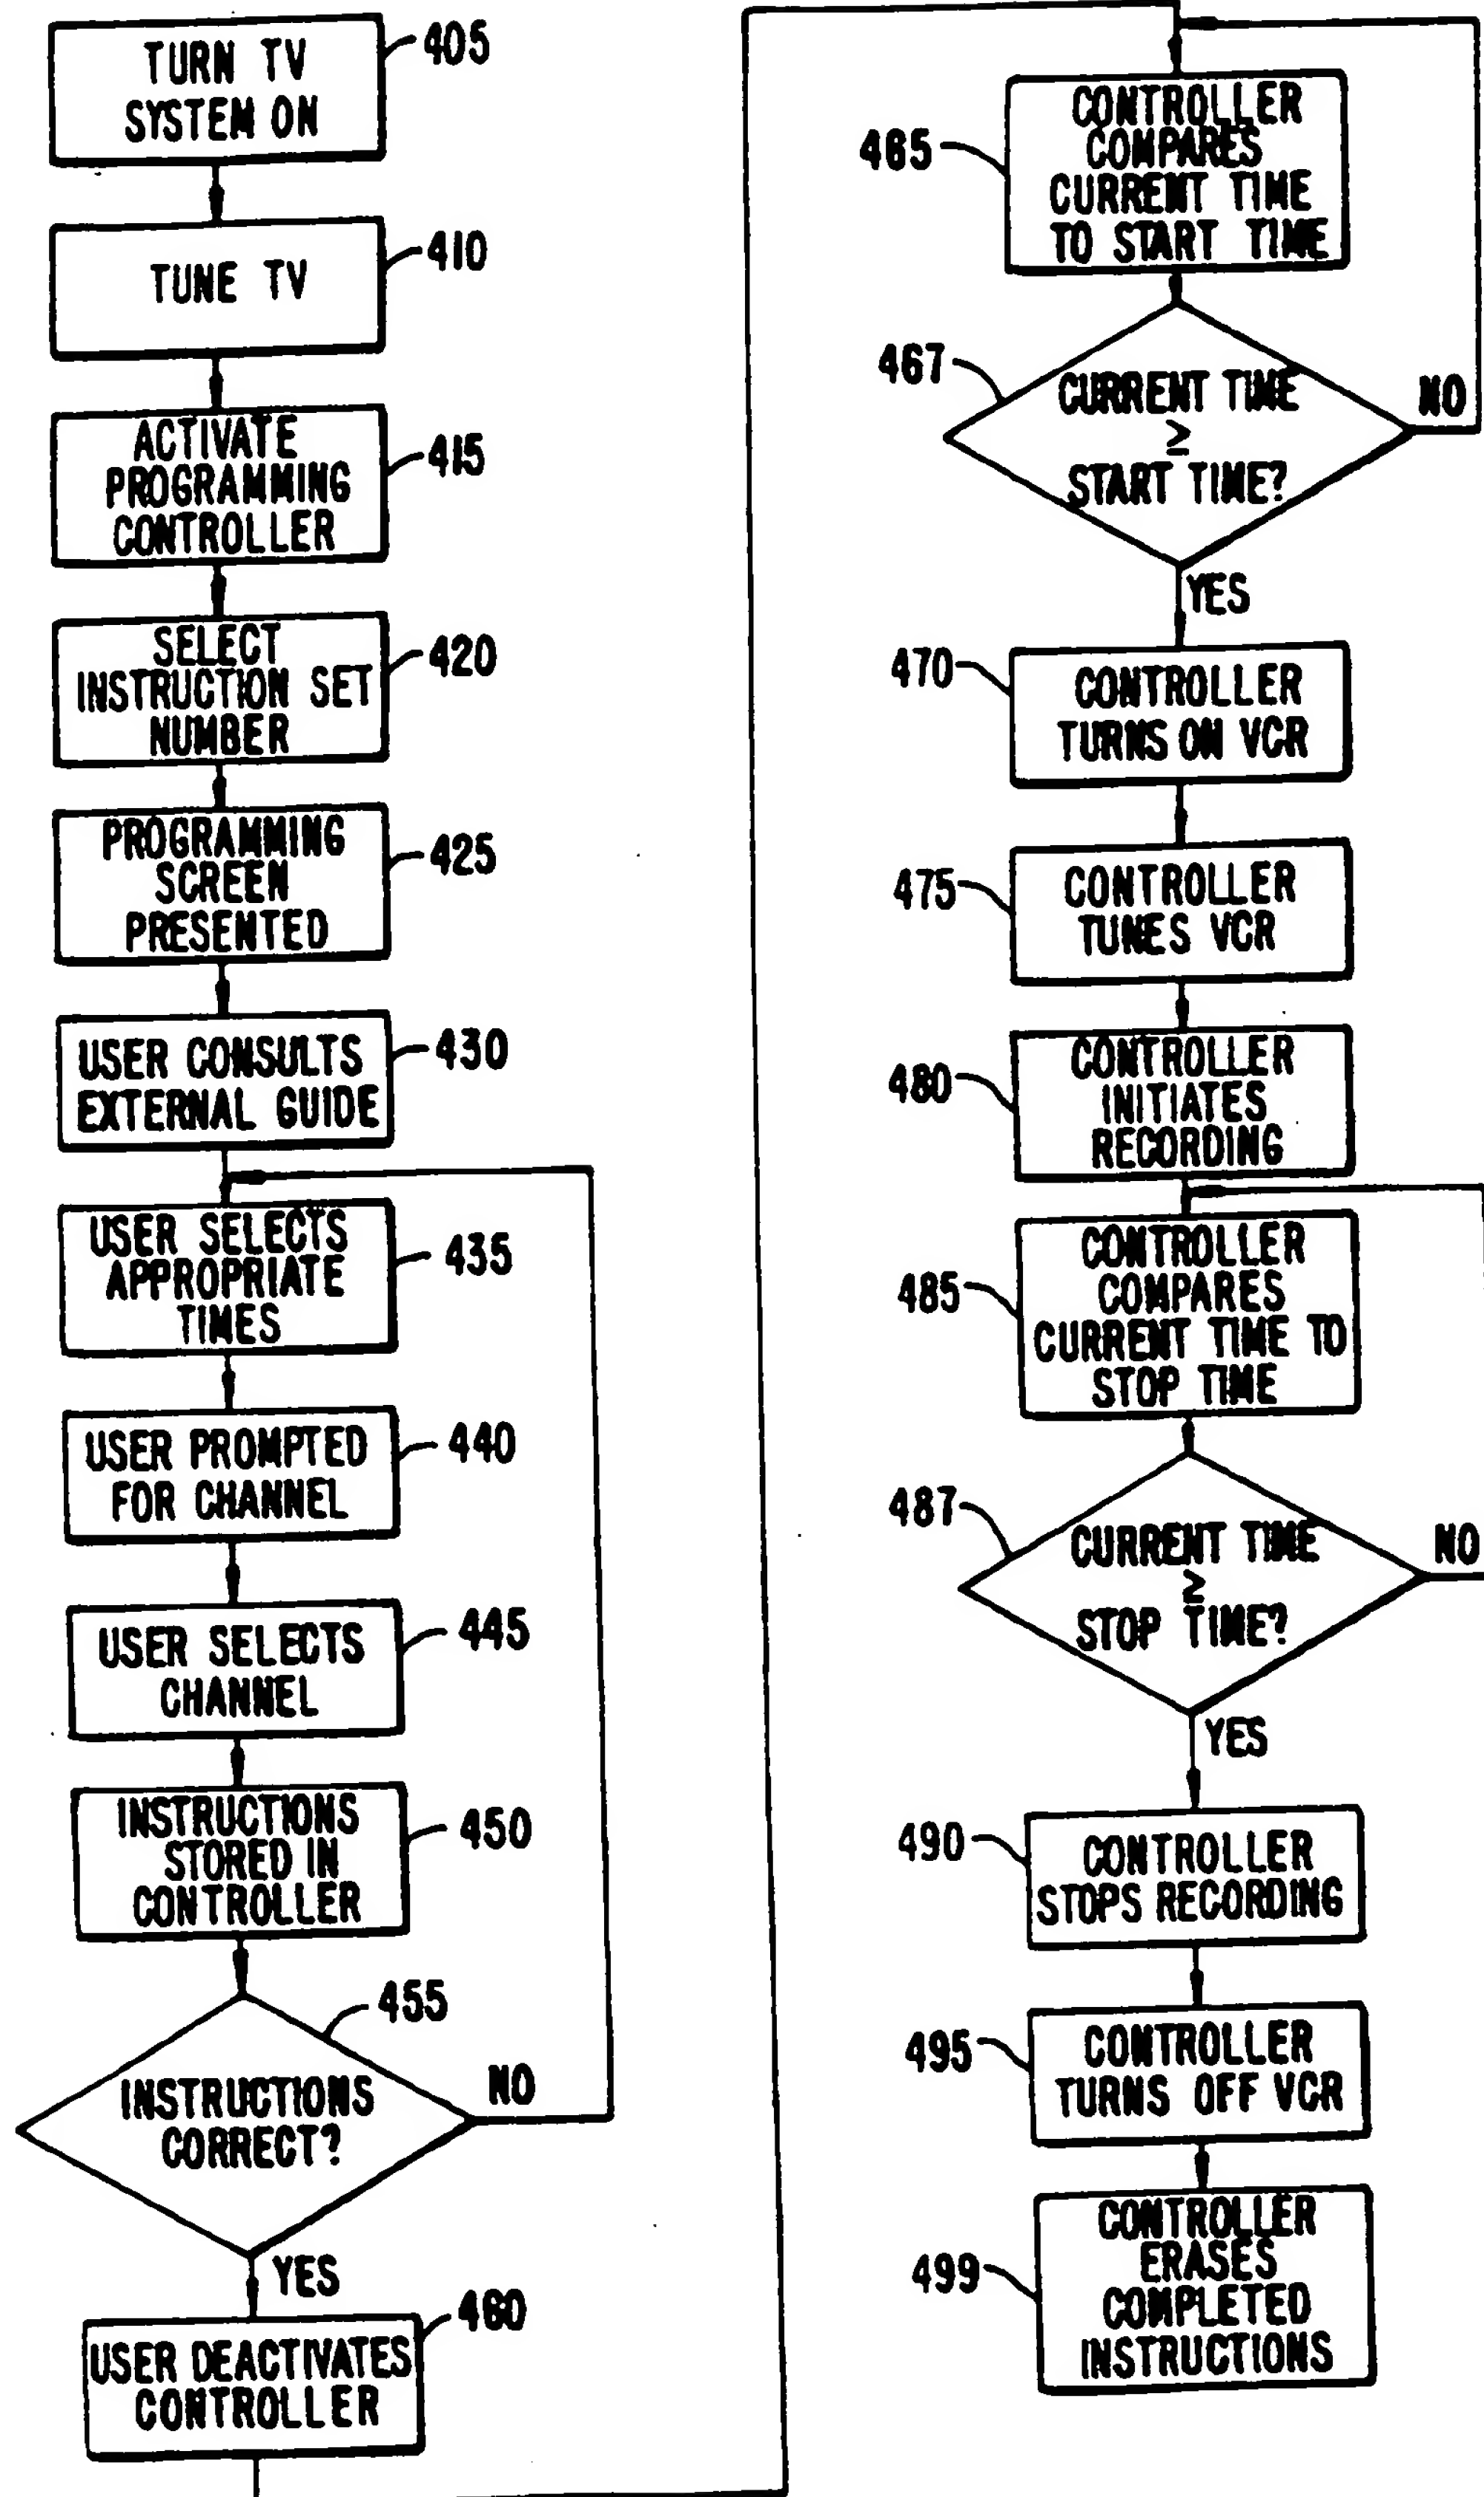 TURN TV
SYSTEM ON
405
TUNE TV
410
ACTIVATE
PROGRAMMING
CONTROLLER
415
SELECT
INSTRUCTION SET
NUMBER
420
PROGRAMMING
SCREEN
PRESENTED
425
USER CONSULTS
EXTERNAL GUIDE
430
USER SELECTS
APPROPRIATE
TIMES
435
USER PROMPTED
FOR CHANNEL
440
USER SELECTS
CHANNEL
445
INSTRUCTIONS
STORED IN
CONTROLLER
450
455
INSTRUCTIONS
CORRECT?
NO
YES
460
USER DEACTIVATES
CONTROLLER
465
CONTROLLER
COMPARES
CURRENT TIME
TO START TIME
467
CURRENT TIME
≥
START TIME?
NO
YES
470
CONTROLLER
TURNS ON VCR
475
CONTROLLER
TUNES VCR
480
CONTROLLER
INITIATES
RECORDING
485
CONTROLLER
COMPARES
CURRENT TIME TO
STOP TIME
487
CURRENT TIME
≥
STOP TIME?
NO
YES
490
CONTROLLER
STOPS RECORDING
495
CONTROLLER
TURNS OFF VCR
499
CONTROLLER
ERASES
COMPLETED
INSTRUCTIONS